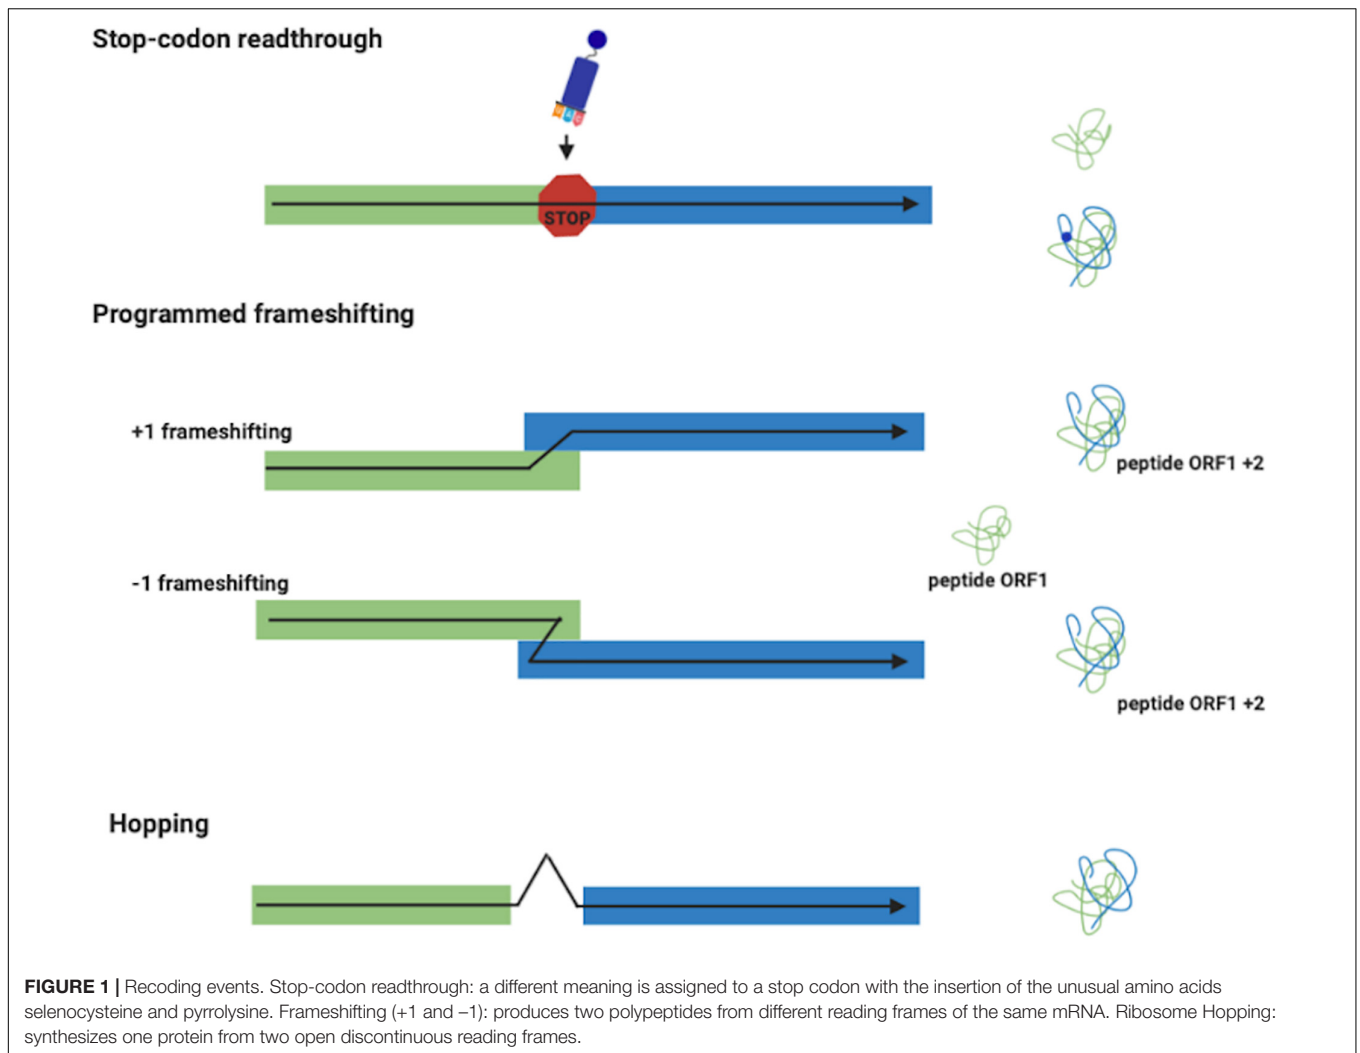 Stop-codon readthrough
STOP
Programmed frameshifting
+1 frameshifting
peptide ORF1 +2
peptide ORF1
-1 frameshifting
peptide ORF1 +2
Hopping
FIGURE 1 | Recoding events. Stop-codon readthrough: a different meaning is assigned to a stop codon with the insertion of the unusual amino acids
selenocysteine and pyrrolysine. Frameshifting (+1 and –1): produces two polypeptides from different reading frames of the same mRNA. Ribosome Hopping:
synthesizes one protein from two open discontinuous reading frames.